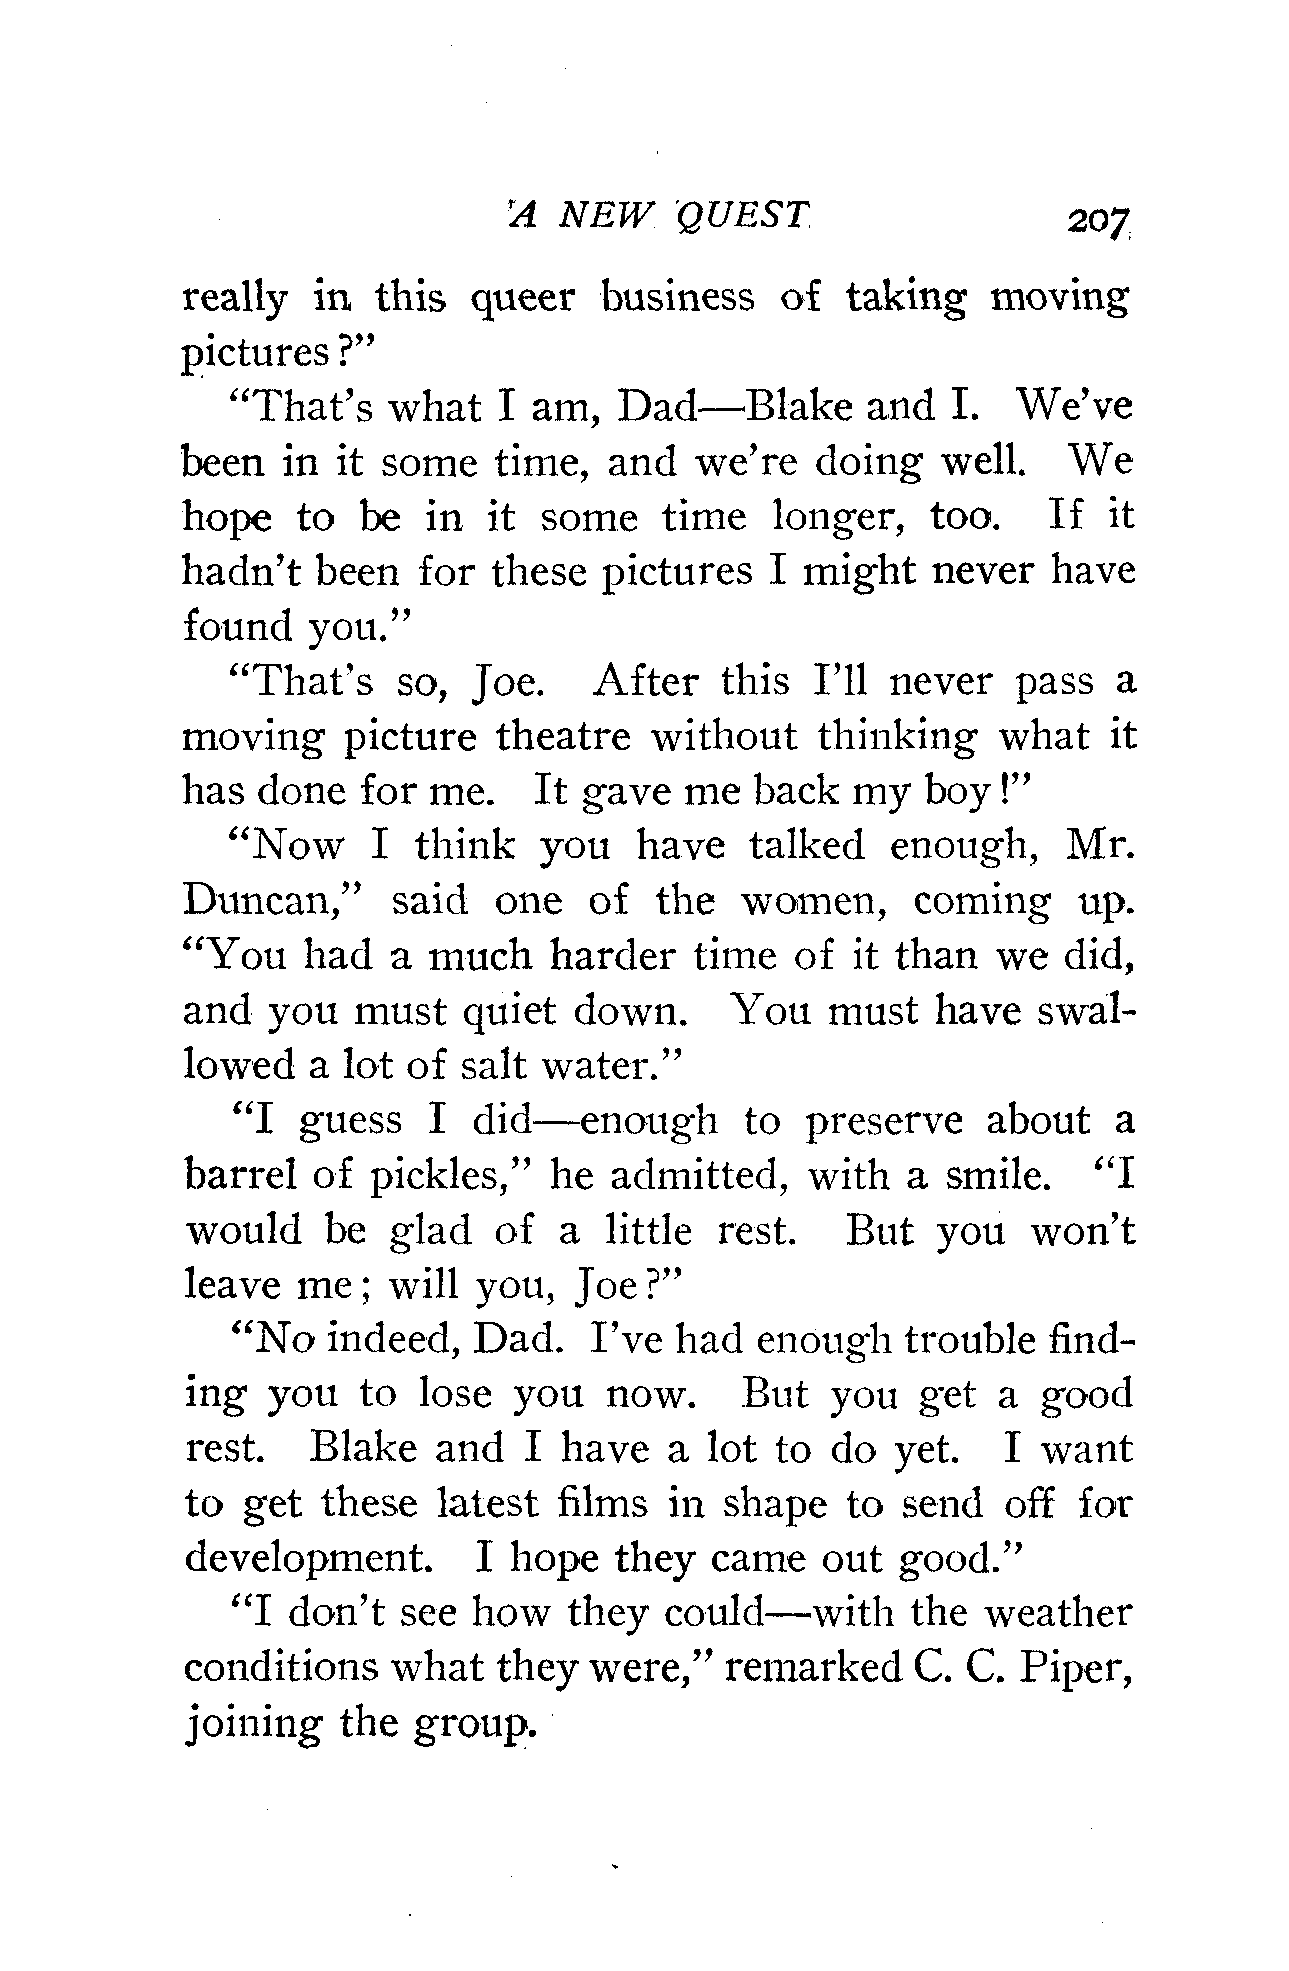 A NEW QUEST 207
really in this queer business of taking moving
pictures?"
"That's what I am, Dad—Blake and I. We've
been in it some time, and we're doing well. We
hope to be in it some time longer, too. If it
hadn't been for these pictures I might never have
found you."
"That's so, Joe. After this I'll never pass a
moving picture theatre without thinking what it
has done for me. It gave me back my boy!"
"Now I think you have talked enough, Mr.
Duncan," said one of the women, coming up.
"You had a much harder time of it than we did,
and you must quiet down. You must have swal-
lowed a lot of salt water."
"I guess I did—enough to preserve about a
barrel of pickles," he admitted, with a smile. "I
would be glad of a little rest. But you won't
leave me; will you, Joe?"
"No indeed, Dad. I've had enough trouble find-
ing you to lose you now. But you get a good
rest. Blake and I have a lot to do yet. I want
to get these latest films in shape to send off for
development. I hope they came out good."
"I don't see how they could—with the weather
conditions what they were," remarked C. C. Piper,
joining the group.